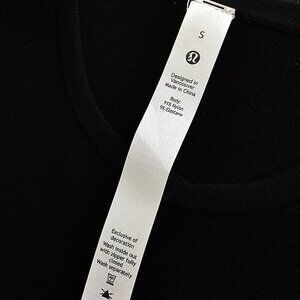 S
Designed in
Vancouver
Made in China
Body:
91% Nylon
9% Elastane
Exclusive of
decoration
Wash inside out
with zipper fully
closed
Wash separately